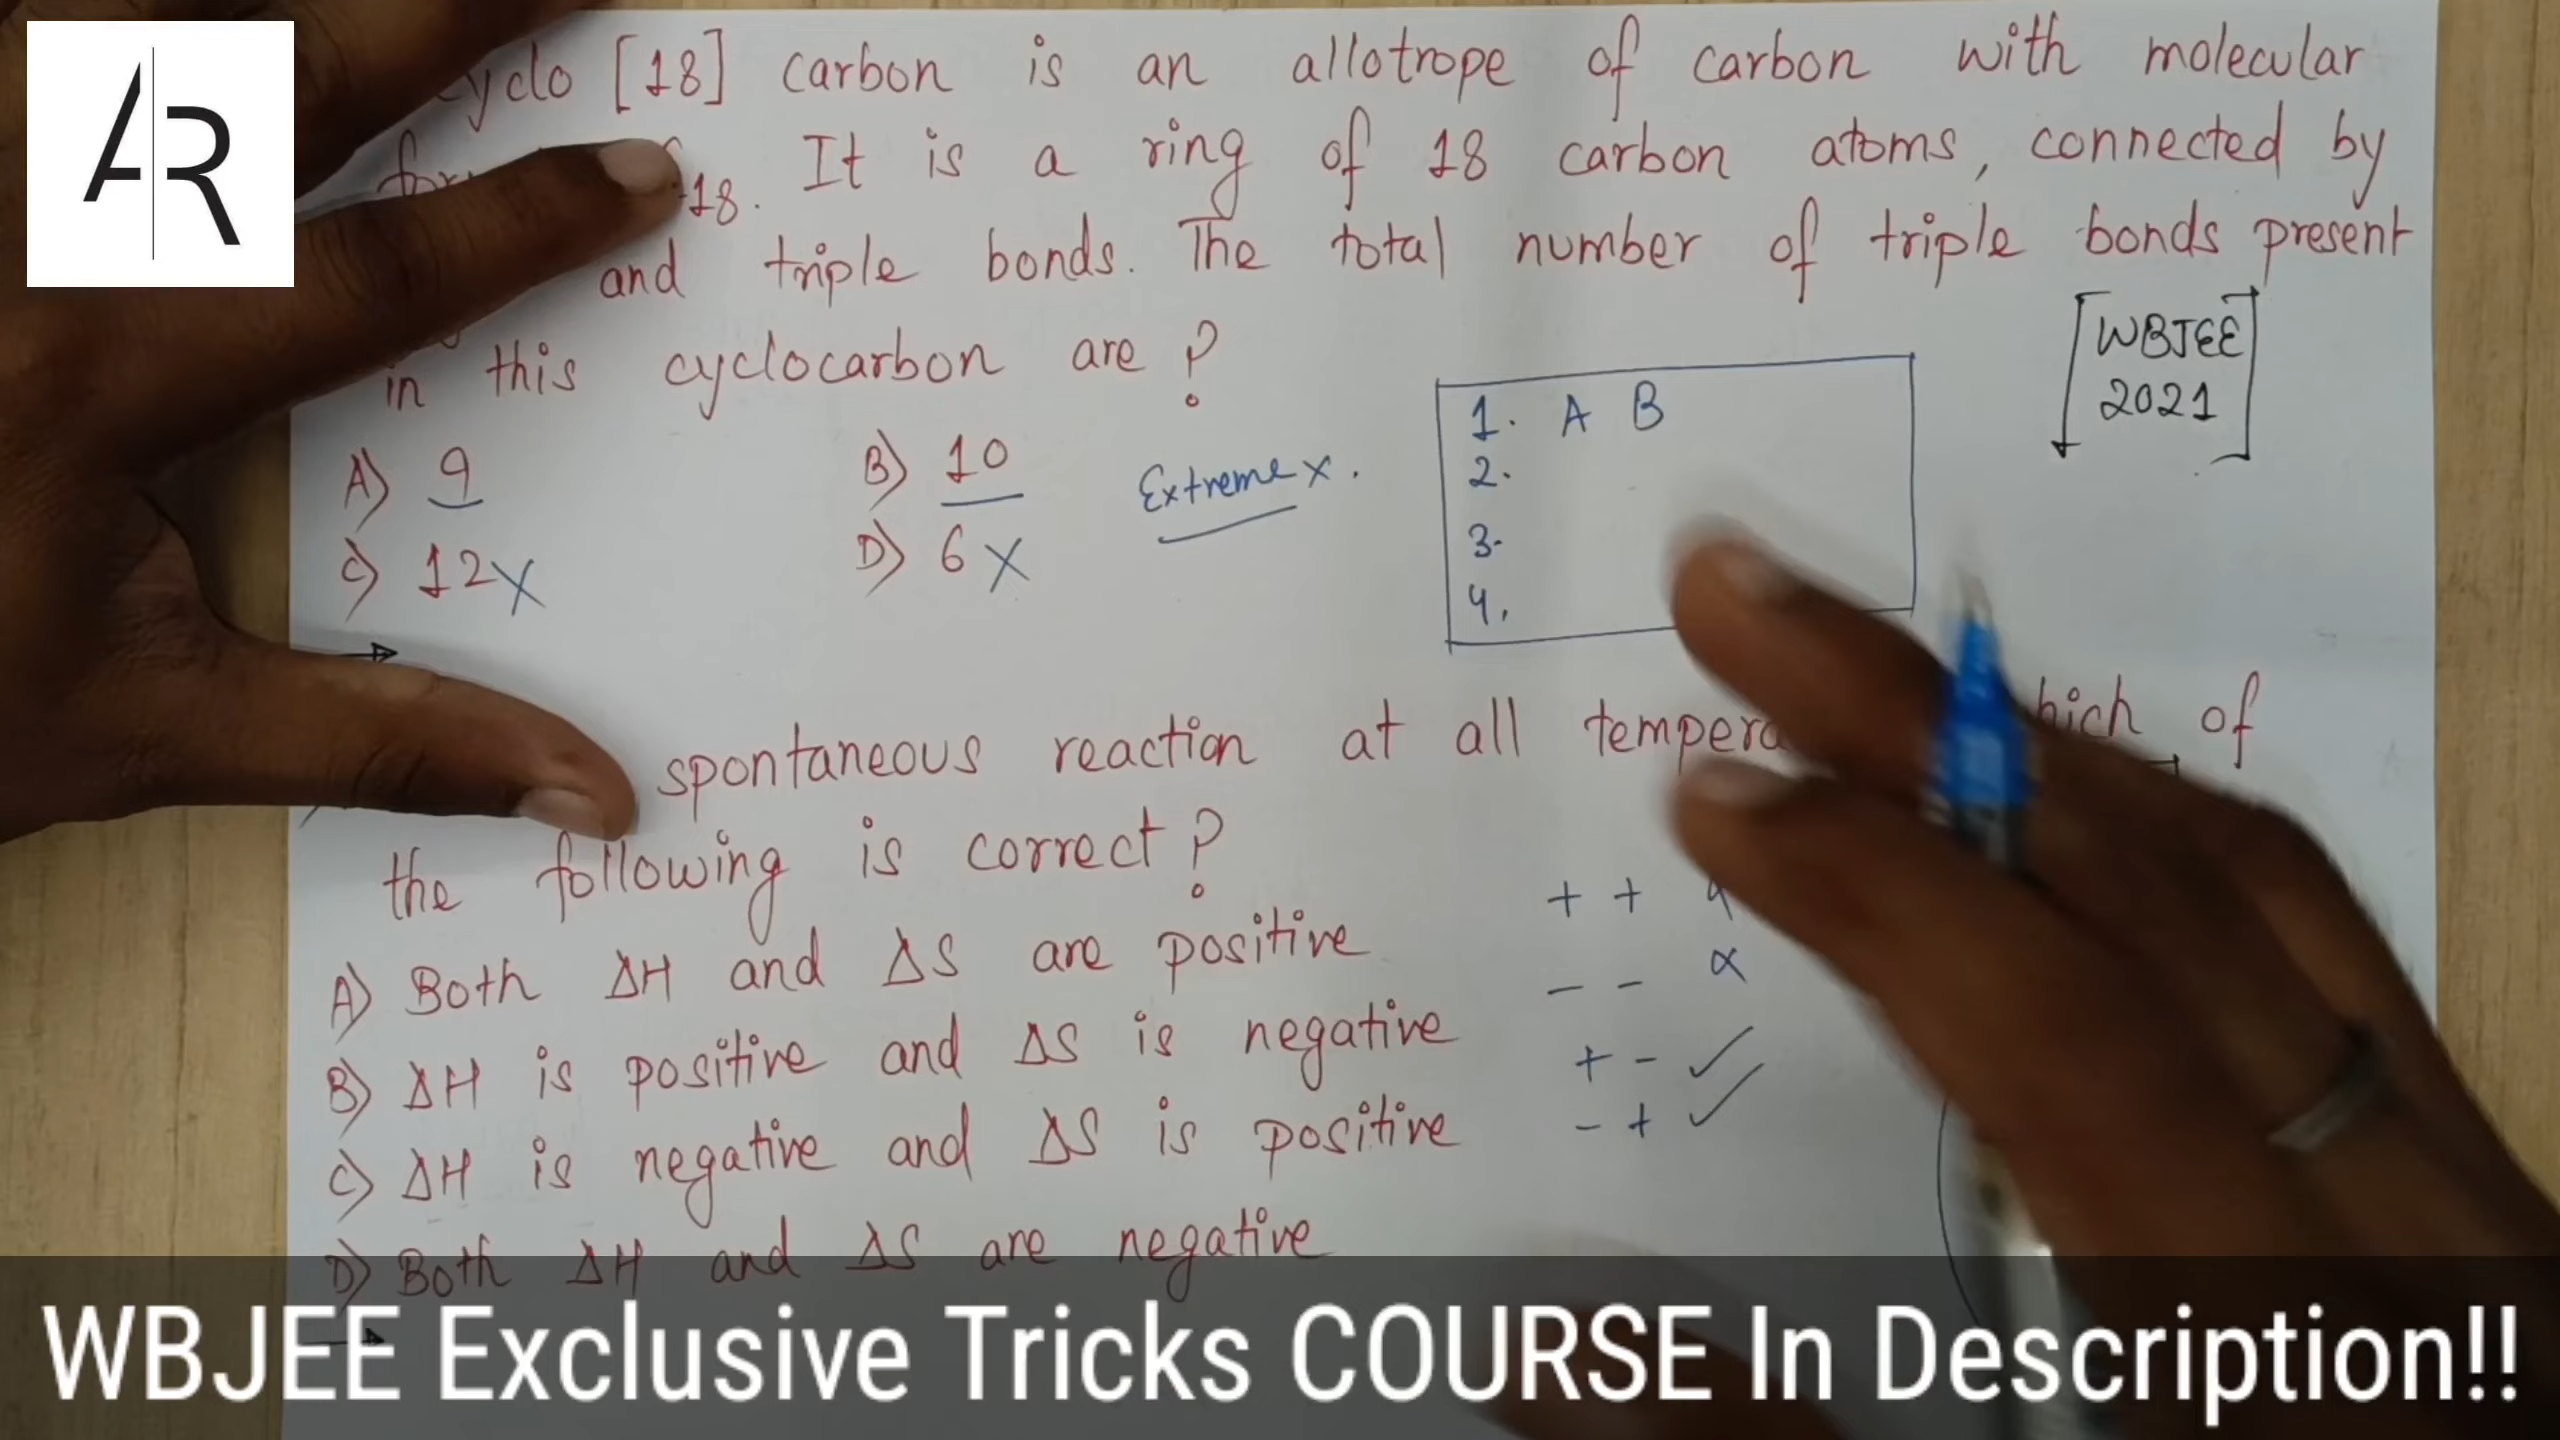 AR
cyclo [18] carbon is an allotrope of carbon with molecular
18. It is a ring of 18 carbon atoms, connected by
and triple bonds. The total number of triple bonds present
in this cyclocarbon are ?
[WBJEE
2021]
A) 9 B) 10
C) 12 X D) 6 X
Extreme X.
1. A B
2.
3.
4.
spontaneous reaction at all of
the following is correct ?
A) Both ΔH and ΔS are positive
B) ΔH is positive and ΔS is negative
C) ΔH is negative and ΔS is positive
D) Both ΔH and ΔS are negative
+ +
- - α
+ - ✓
- + ✓
WBJEE Exclusive Tricks COURSE In Description!!